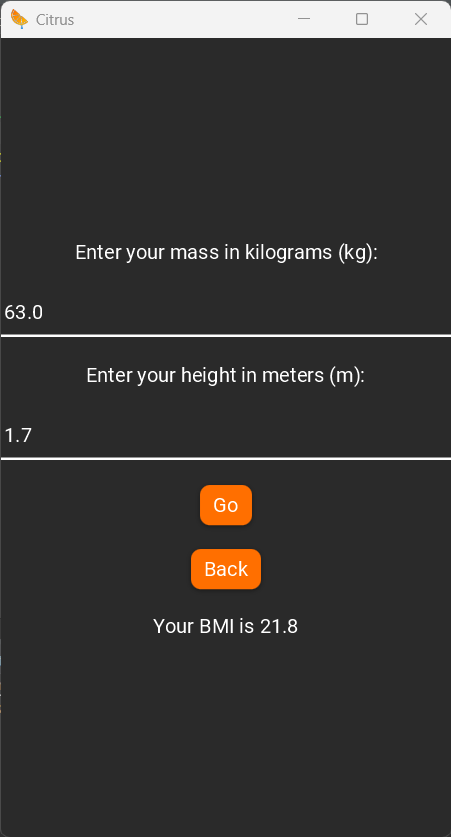 Citrus
Enter your mass in kilograms (kg):
63.0
Enter your height in meters (m):
1.7
Go
Back
Your BMI is 21.8